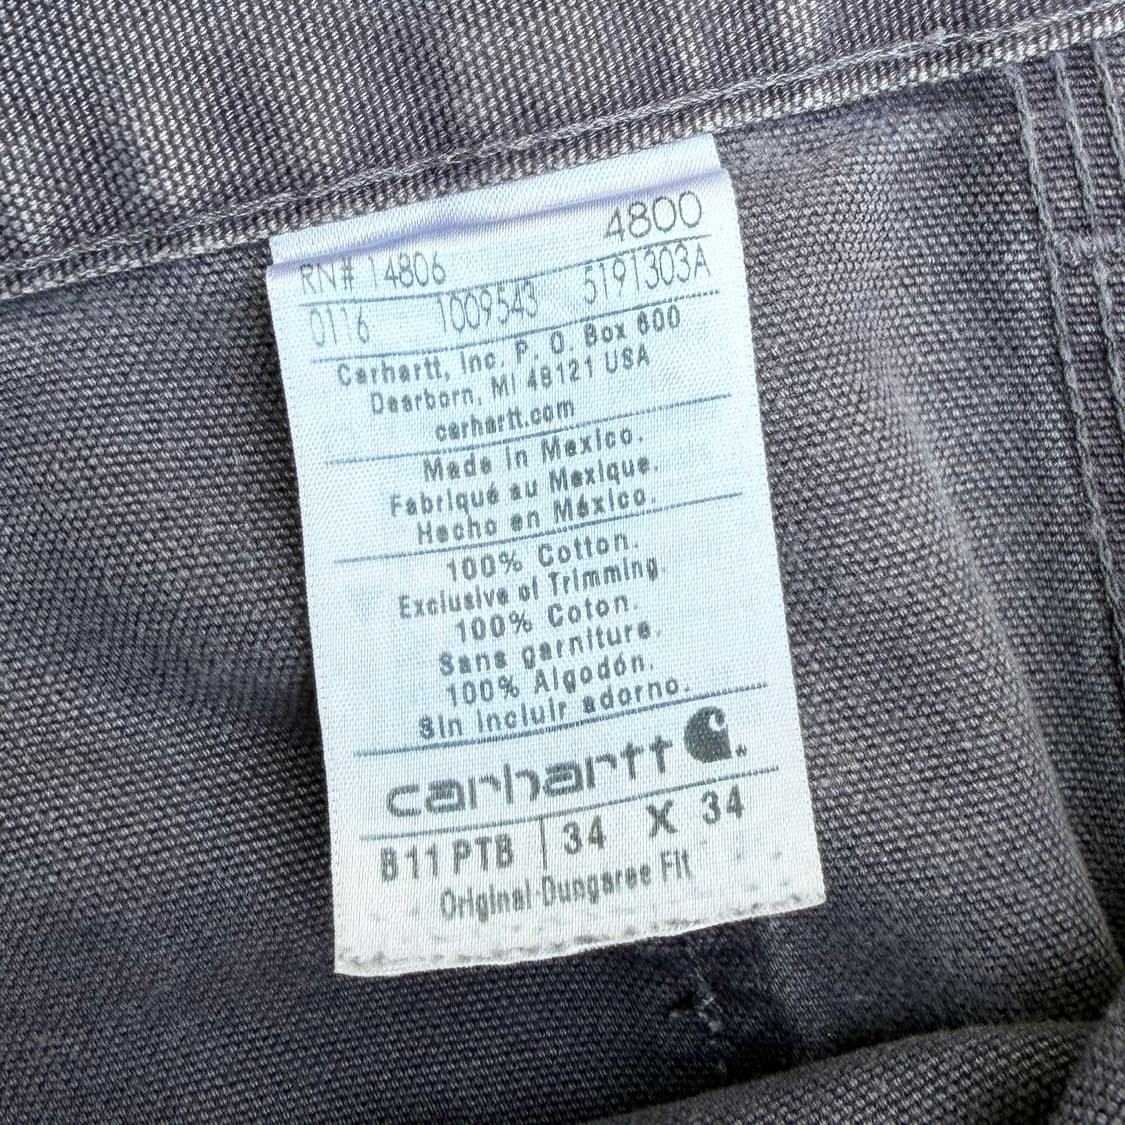 4800
RN# 14806
0116 1009543 5191303A
Carhartt, Inc. P. O. Box 600
Dearborn, MI 48121 USA
carhartt.com
Made in Mexico.
Fabriqué au Mexique.
Hecho en México.
100% Cotton.
Exclusive of Trimming.
100% Coton.
Sans garniture.
100% Algodón.
Sin incluir adorno.
carhartt
B11 PTB 34 X 34
Original Dungaree Fit